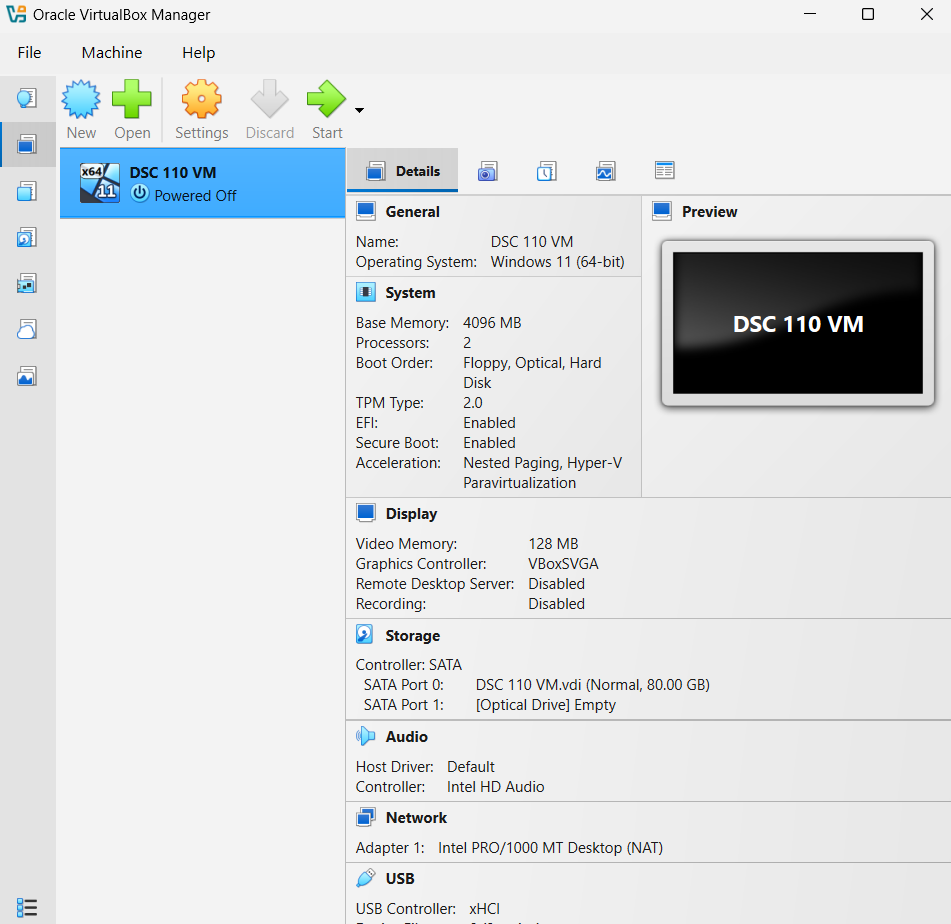 Oracle VirtualBox Manager
File Machine Help
New Open Settings Discard Start
x64
11
DSC 110 VM
Powered Off
Details
General
Name: DSC 110 VM
Operating System: Windows 11 (64-bit)
Preview
DSC 110 VM
System
Base Memory: 4096 MB
Processors: 2
Boot Order: Floppy, Optical, Hard
Disk
TPM Type: 2.0
EFI: Enabled
Secure Boot: Enabled
Acceleration: Nested Paging, Hyper-V
Paravirtualization
Display
Video Memory: 128 MB
Graphics Controller: VBoxSVGA
Remote Desktop Server: Disabled
Recording: Disabled
Storage
Controller: SATA
SATA Port 0: DSC 110 VM.vdi (Normal, 80.00 GB)
SATA Port 1: [Optical Drive] Empty
Audio
Host Driver: Default
Controller: Intel HD Audio
Network
Adapter 1: Intel PRO/1000 MT Desktop (NAT)
USB
USB Controller: xHCI